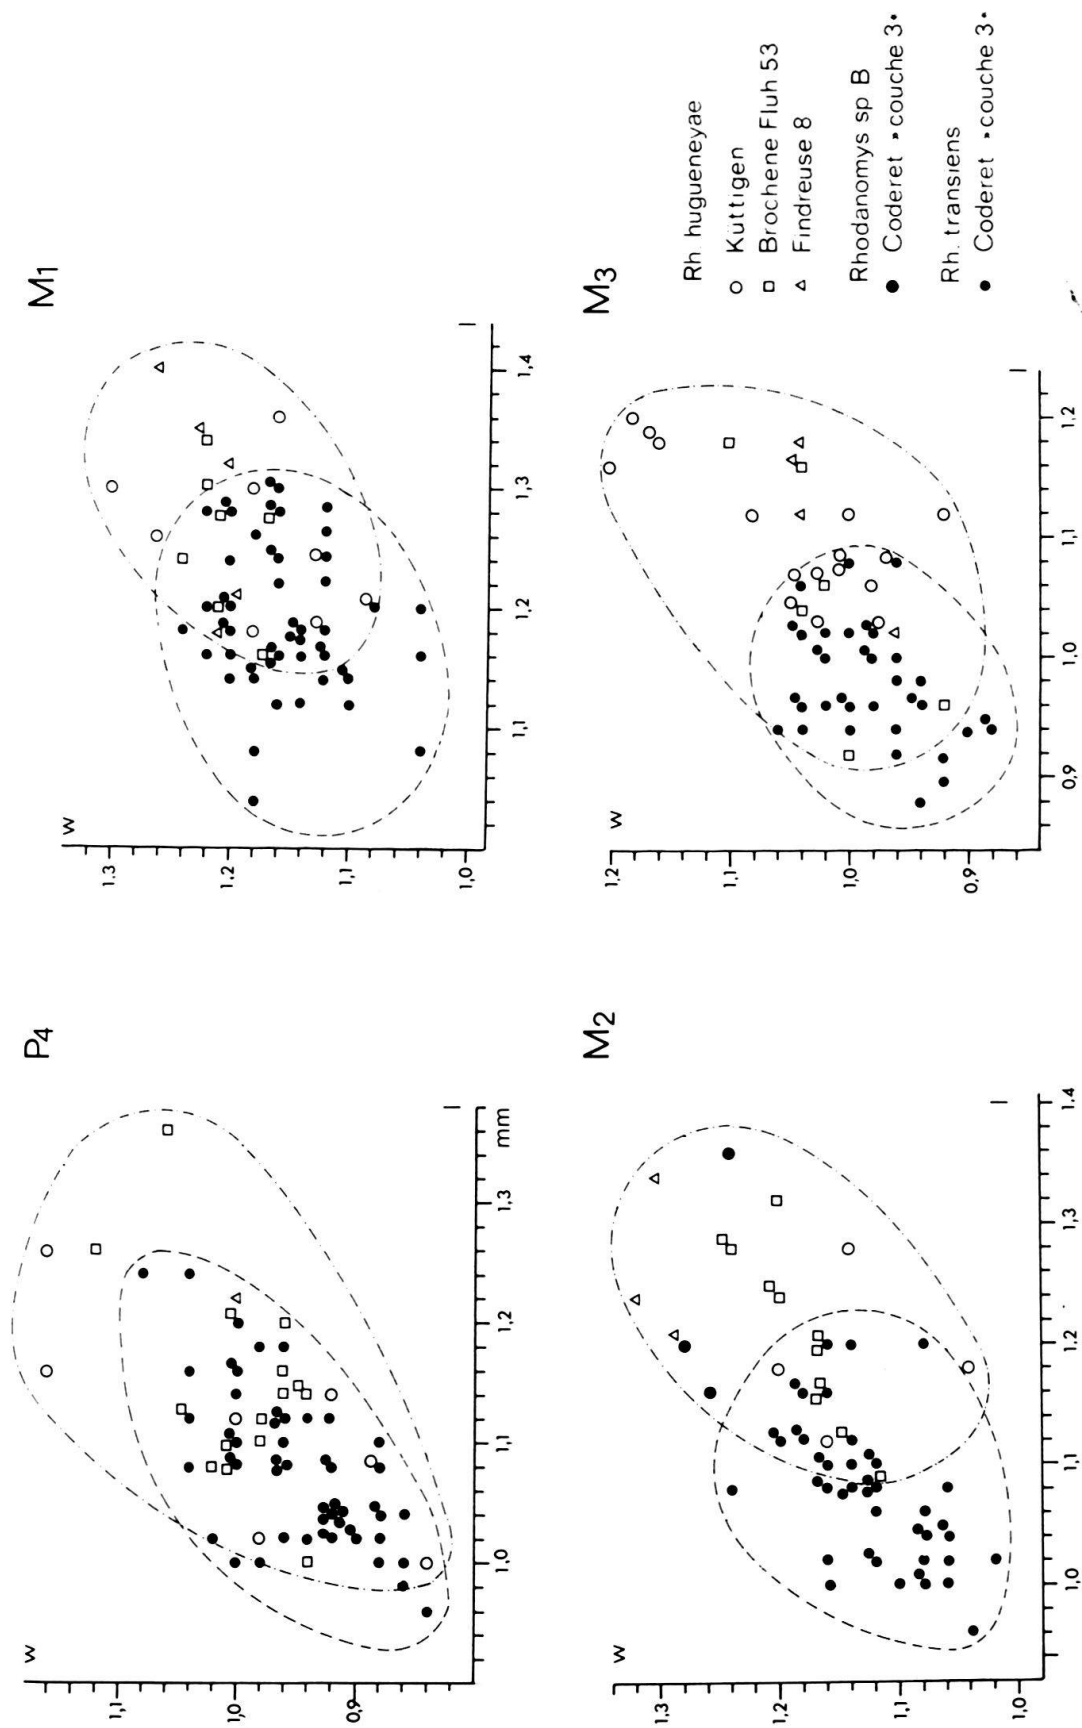 P4
w
1,1
1,0
0,9
l
1,0 1,1 1,2 1,3 mm
M1
w
1.3
1.2
1,1
1,0
l
1,1 1,2 1,3 1,4
M2
w
1.3
1.2
1,1
1,0
l
1,0 1,1 1,2 1,3 1.4
M3
w
1.2
1,1
1,0
0,9
l
0,9 1,0 1,1 1,2
Rh. hugueneyae
Küttigen
Brochene Fluh 53
Findreuse 8
Rhodanomys sp B
Coderet »couche 3«
Rh. transiens
Coderet »couche 3«